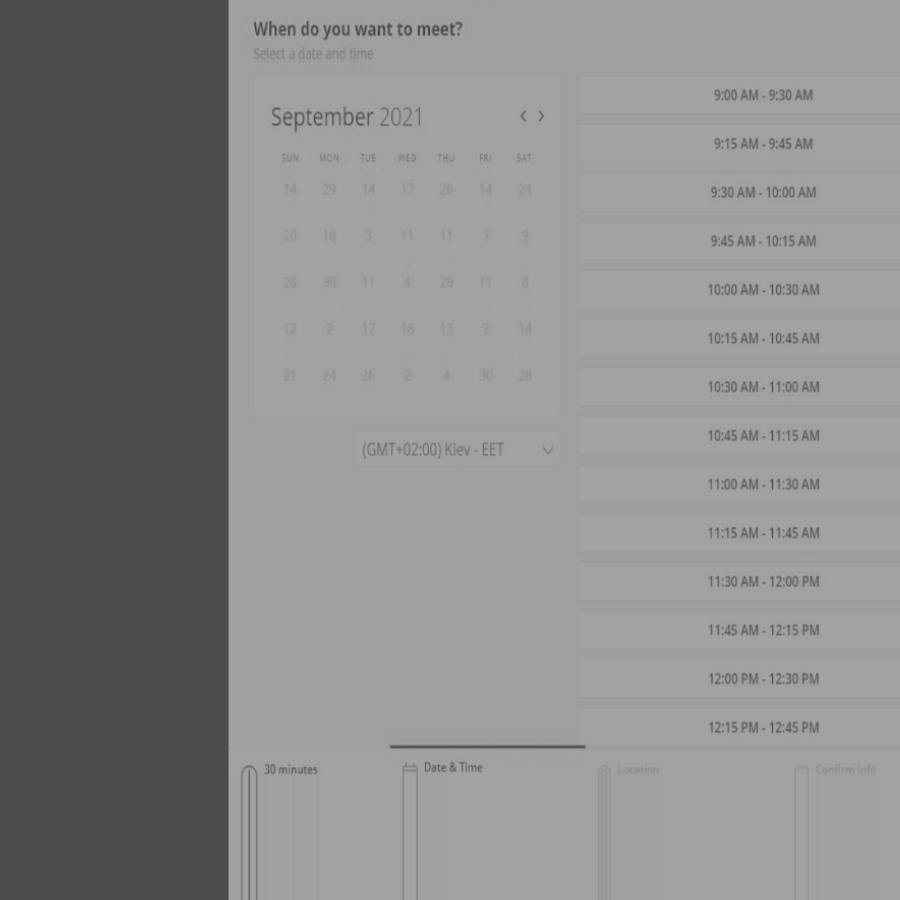 When do you want to meet?
Select a date and time
September 2021
SUN MON TUE WED THU FRI SAT
14 29 14 17 26 14 24
20 18 3 11 11 7 9
20 30 11 4 29 11 8
12 2 17 18 13 2 14
21 24 26 2 4 30 28
(GMT+02:00) Kiev - EET
9:00 AM - 9:30 AM
9:15 AM - 9:45 AM
9:30 AM - 10:00 AM
9:45 AM - 10:15 AM
10:00 AM - 10:30 AM
10:15 AM - 10:45 AM
10:30 AM - 11:00 AM
10:45 AM - 11:15 AM
11:00 AM - 11:30 AM
11:15 AM - 11:45 AM
11:30 AM - 12:00 PM
11:45 AM - 12:15 PM
12:00 PM - 12:30 PM
12:15 PM - 12:45 PM
30 minutes
Date & Time
Location
Confirm Info